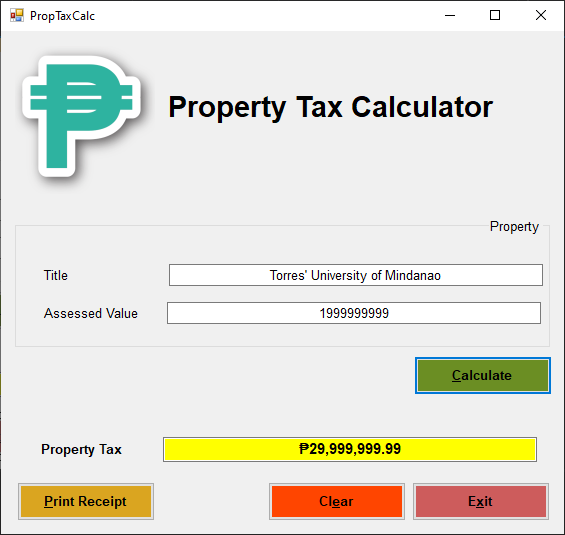 PropTaxCalc
Property Tax Calculator
Property
Title
Torres' University of Mindanao
Assessed Value
1999999999
Calculate
Property Tax
₱29,999,999.99
Print Receipt
Clear
Exit